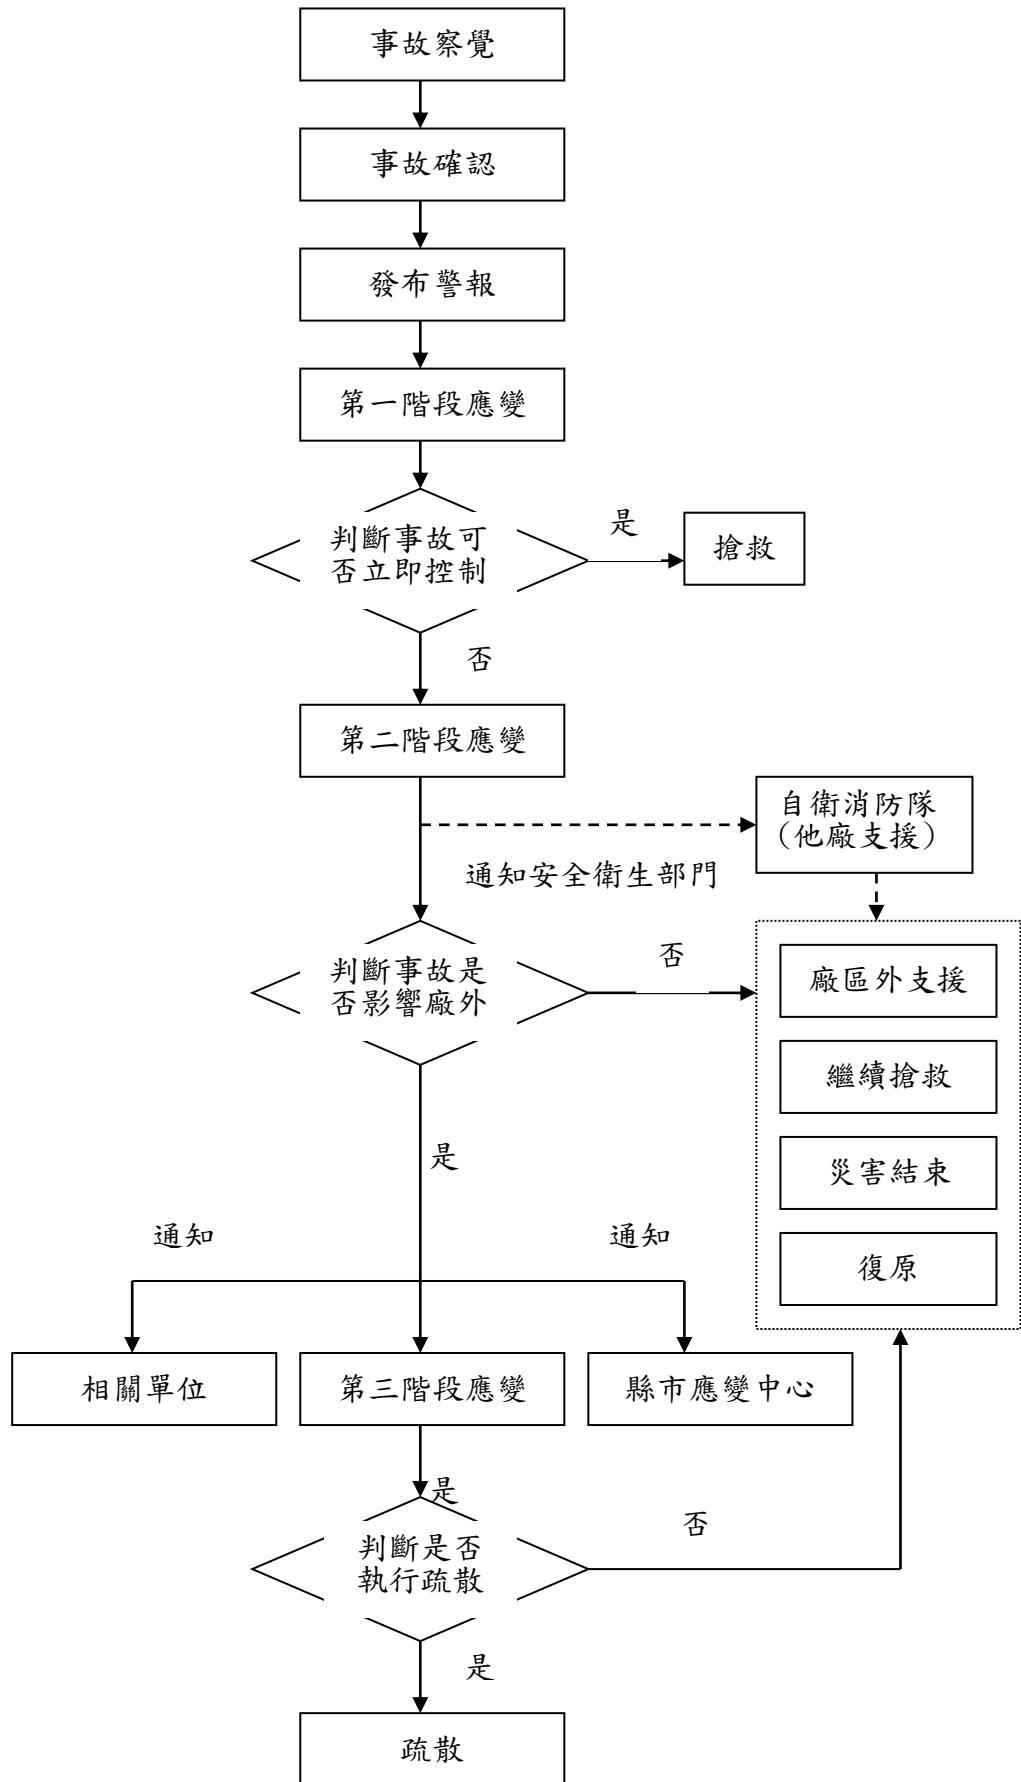 事故察覺
事故確認
發布警報
第一階段應變
判斷事故可
否立即控制
是
搶救
否
第二階段應變
自衛消防隊
(他廠支援)
通知安全衛生部門
判斷事故是
否影響廠外
否
廠區外支援
繼續搶救
災害結束
復原
是
通知
通知
相關單位
第三階段應變
縣市應變中心
是
判斷是否
執行疏散
否
是
疏散